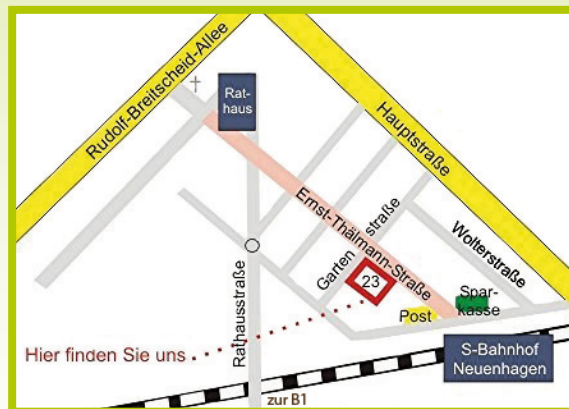 Rudolf-Breitscheid-Allee
Rat-
haus
Hauptstraße
Ernst-Thälmann-Straße
Garten
straße
Wolterstraße
23
Spar-
kasse
Post
Rathausstraße
Hier finden Sie uns
S-Bahnhof
Neuenhagen
zur B1